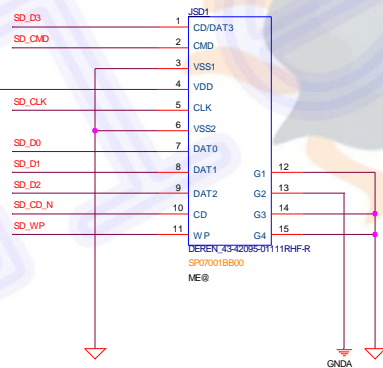 JSD1
SD_D3 1 CD/DAT3
SD_CMD 2 CMD
3 VSS1
4 VDD
SD_CLK 5 CLK
6 VSS2
SD_D0 7 DAT0
SD_D1 8 DAT1 G1 12
SD_D2 9 DAT2 G2 13
SD_CD_N 10 CD G3 14
SD_WP 11 WP G4 15
DEREN_43-42095-01111RHF-R
SP07001BB00
ME@
GNDA